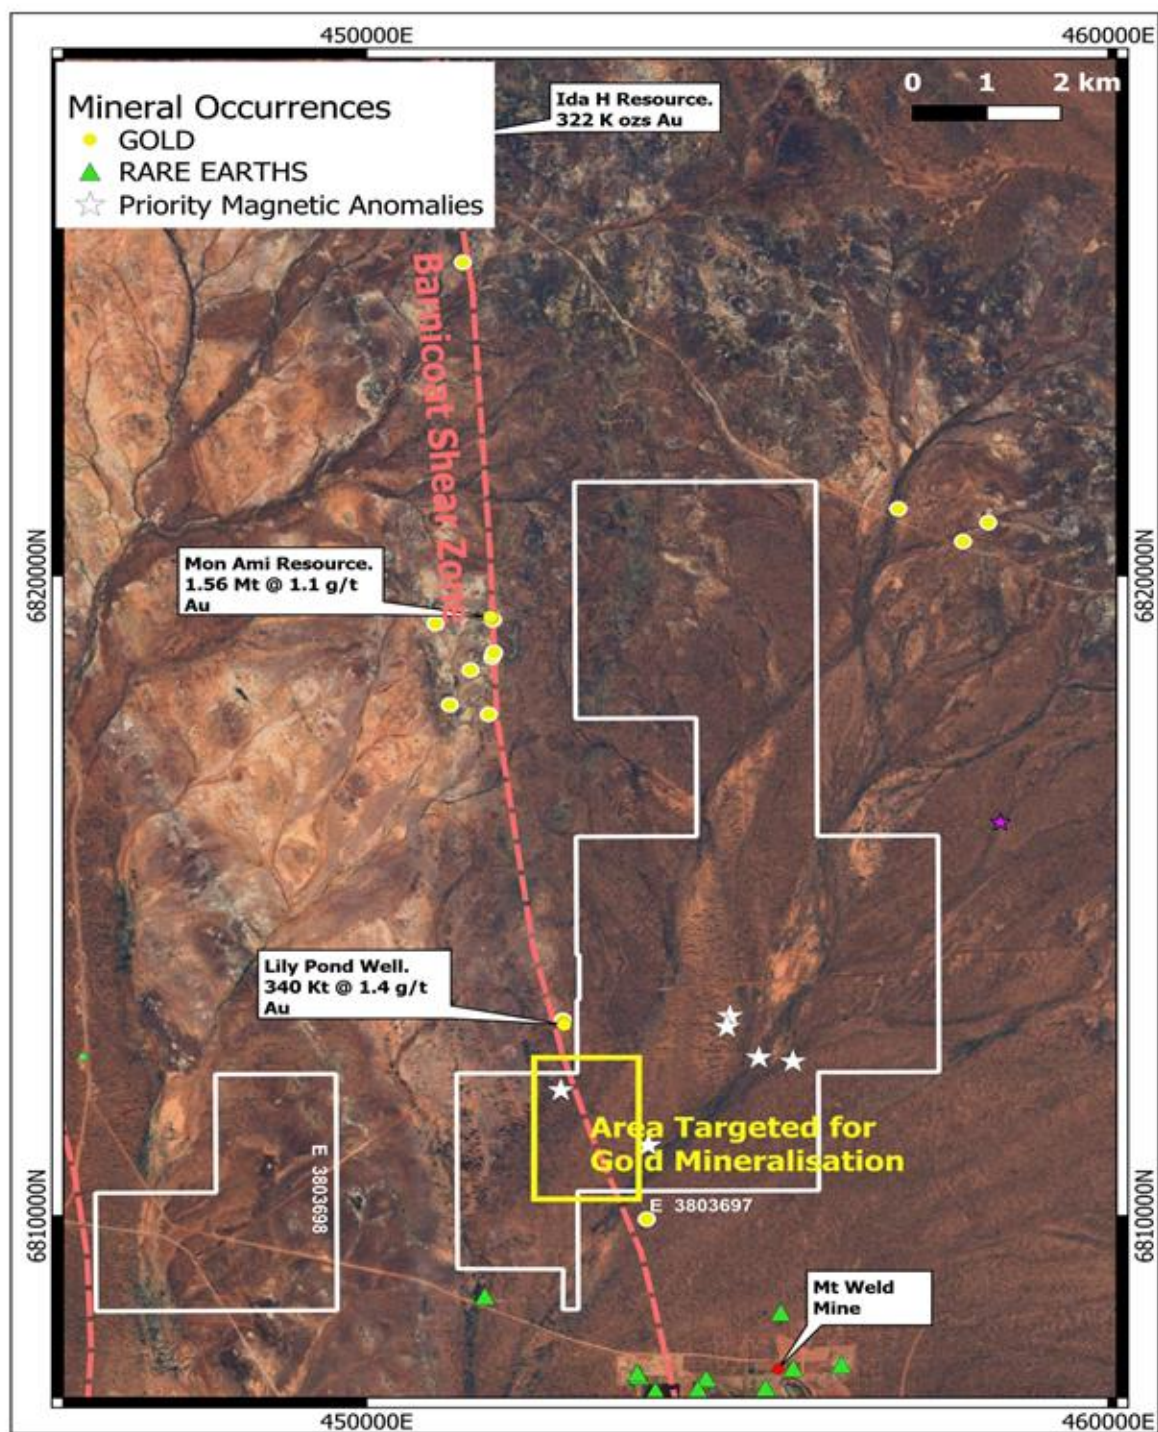 450000E
460000E
Mineral Occurrences
GOLD
RARE EARTHS
Priority Magnetic Anomalies
Ida H Resource.
322 K ozs Au
0 1 2 km
Barnicoat Shear Zone
6820000N
6820000N
Mon Ami Resource.
1.56 Mt @ 1.1 g/t
Au
Lily Pond Well.
340 Kt @ 1.4 g/t
Au
Area Targeted for
Gold Mineralisation
E 3803698
E 3803697
6810000N
6810000N
Mt Weld
Mine
450000E
460000E